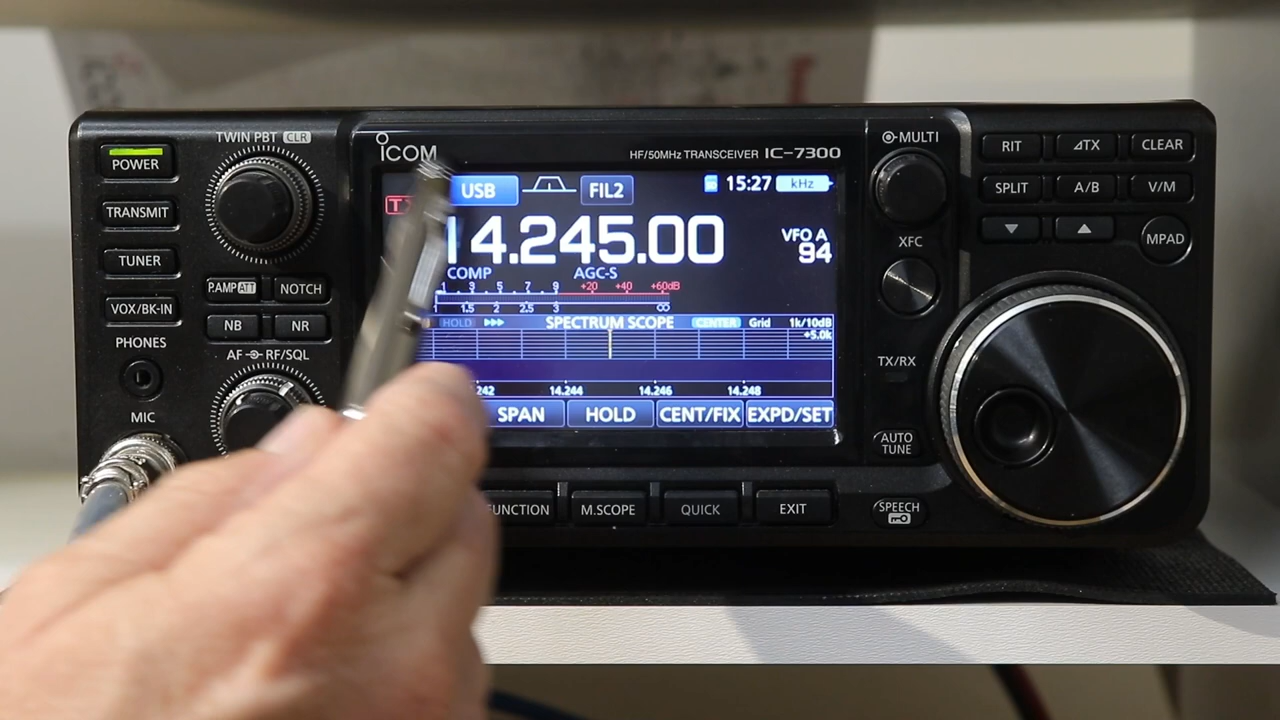 TWIN PBT CLR
POWER
TRANSMIT
TUNER
VOX/BK-IN
P.AMP ATT
NOTCH
NB
NR
PHONES
AF RF/SQL
MIC
ICOM
HF/50MHz TRANSCEIVER IC-7300
USB
FIL2
15:27 kHz
14.245.00
VFO A
94
COMP AGC-S
1 3 5 7 9 +20 +40 +60dB
1 1.5 2 2.5 3 ∞
HOLD SPECTRUM SCOPE CENTER Grid 1k/10dB
+5.0k
14.244 14.246 14.248
SPAN HOLD CENT/FIX EXPD/SET
M.SCOPE QUICK EXIT
MULTI
XFC
TX/RX
AUTO
TUNE
SPEECH
RIT ⊿TX CLEAR
SPLIT A/B V/M
▼ ▲ MPAD